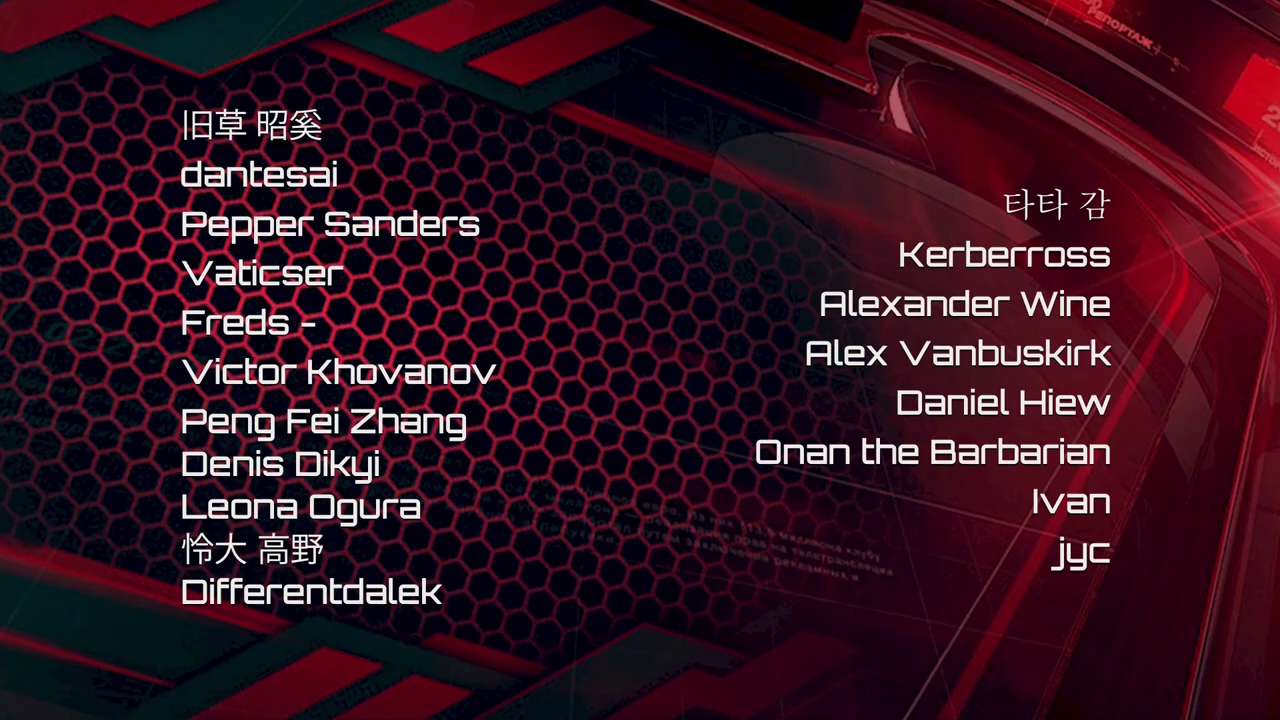 旧草 昭奚
dantesai
Pepper Sanders
Vaticser
Freds -
Victor Khovanov
Peng Fei Zhang
Denis Dikyi
Leona Ogura
怜大 高野
Differentdalek
타타 감
Kerberross
Alexander Wine
Alex Vanbuskirk
Daniel Hiew
Onan the Barbarian
Ivan
jyc
РЕПОРТАЖ